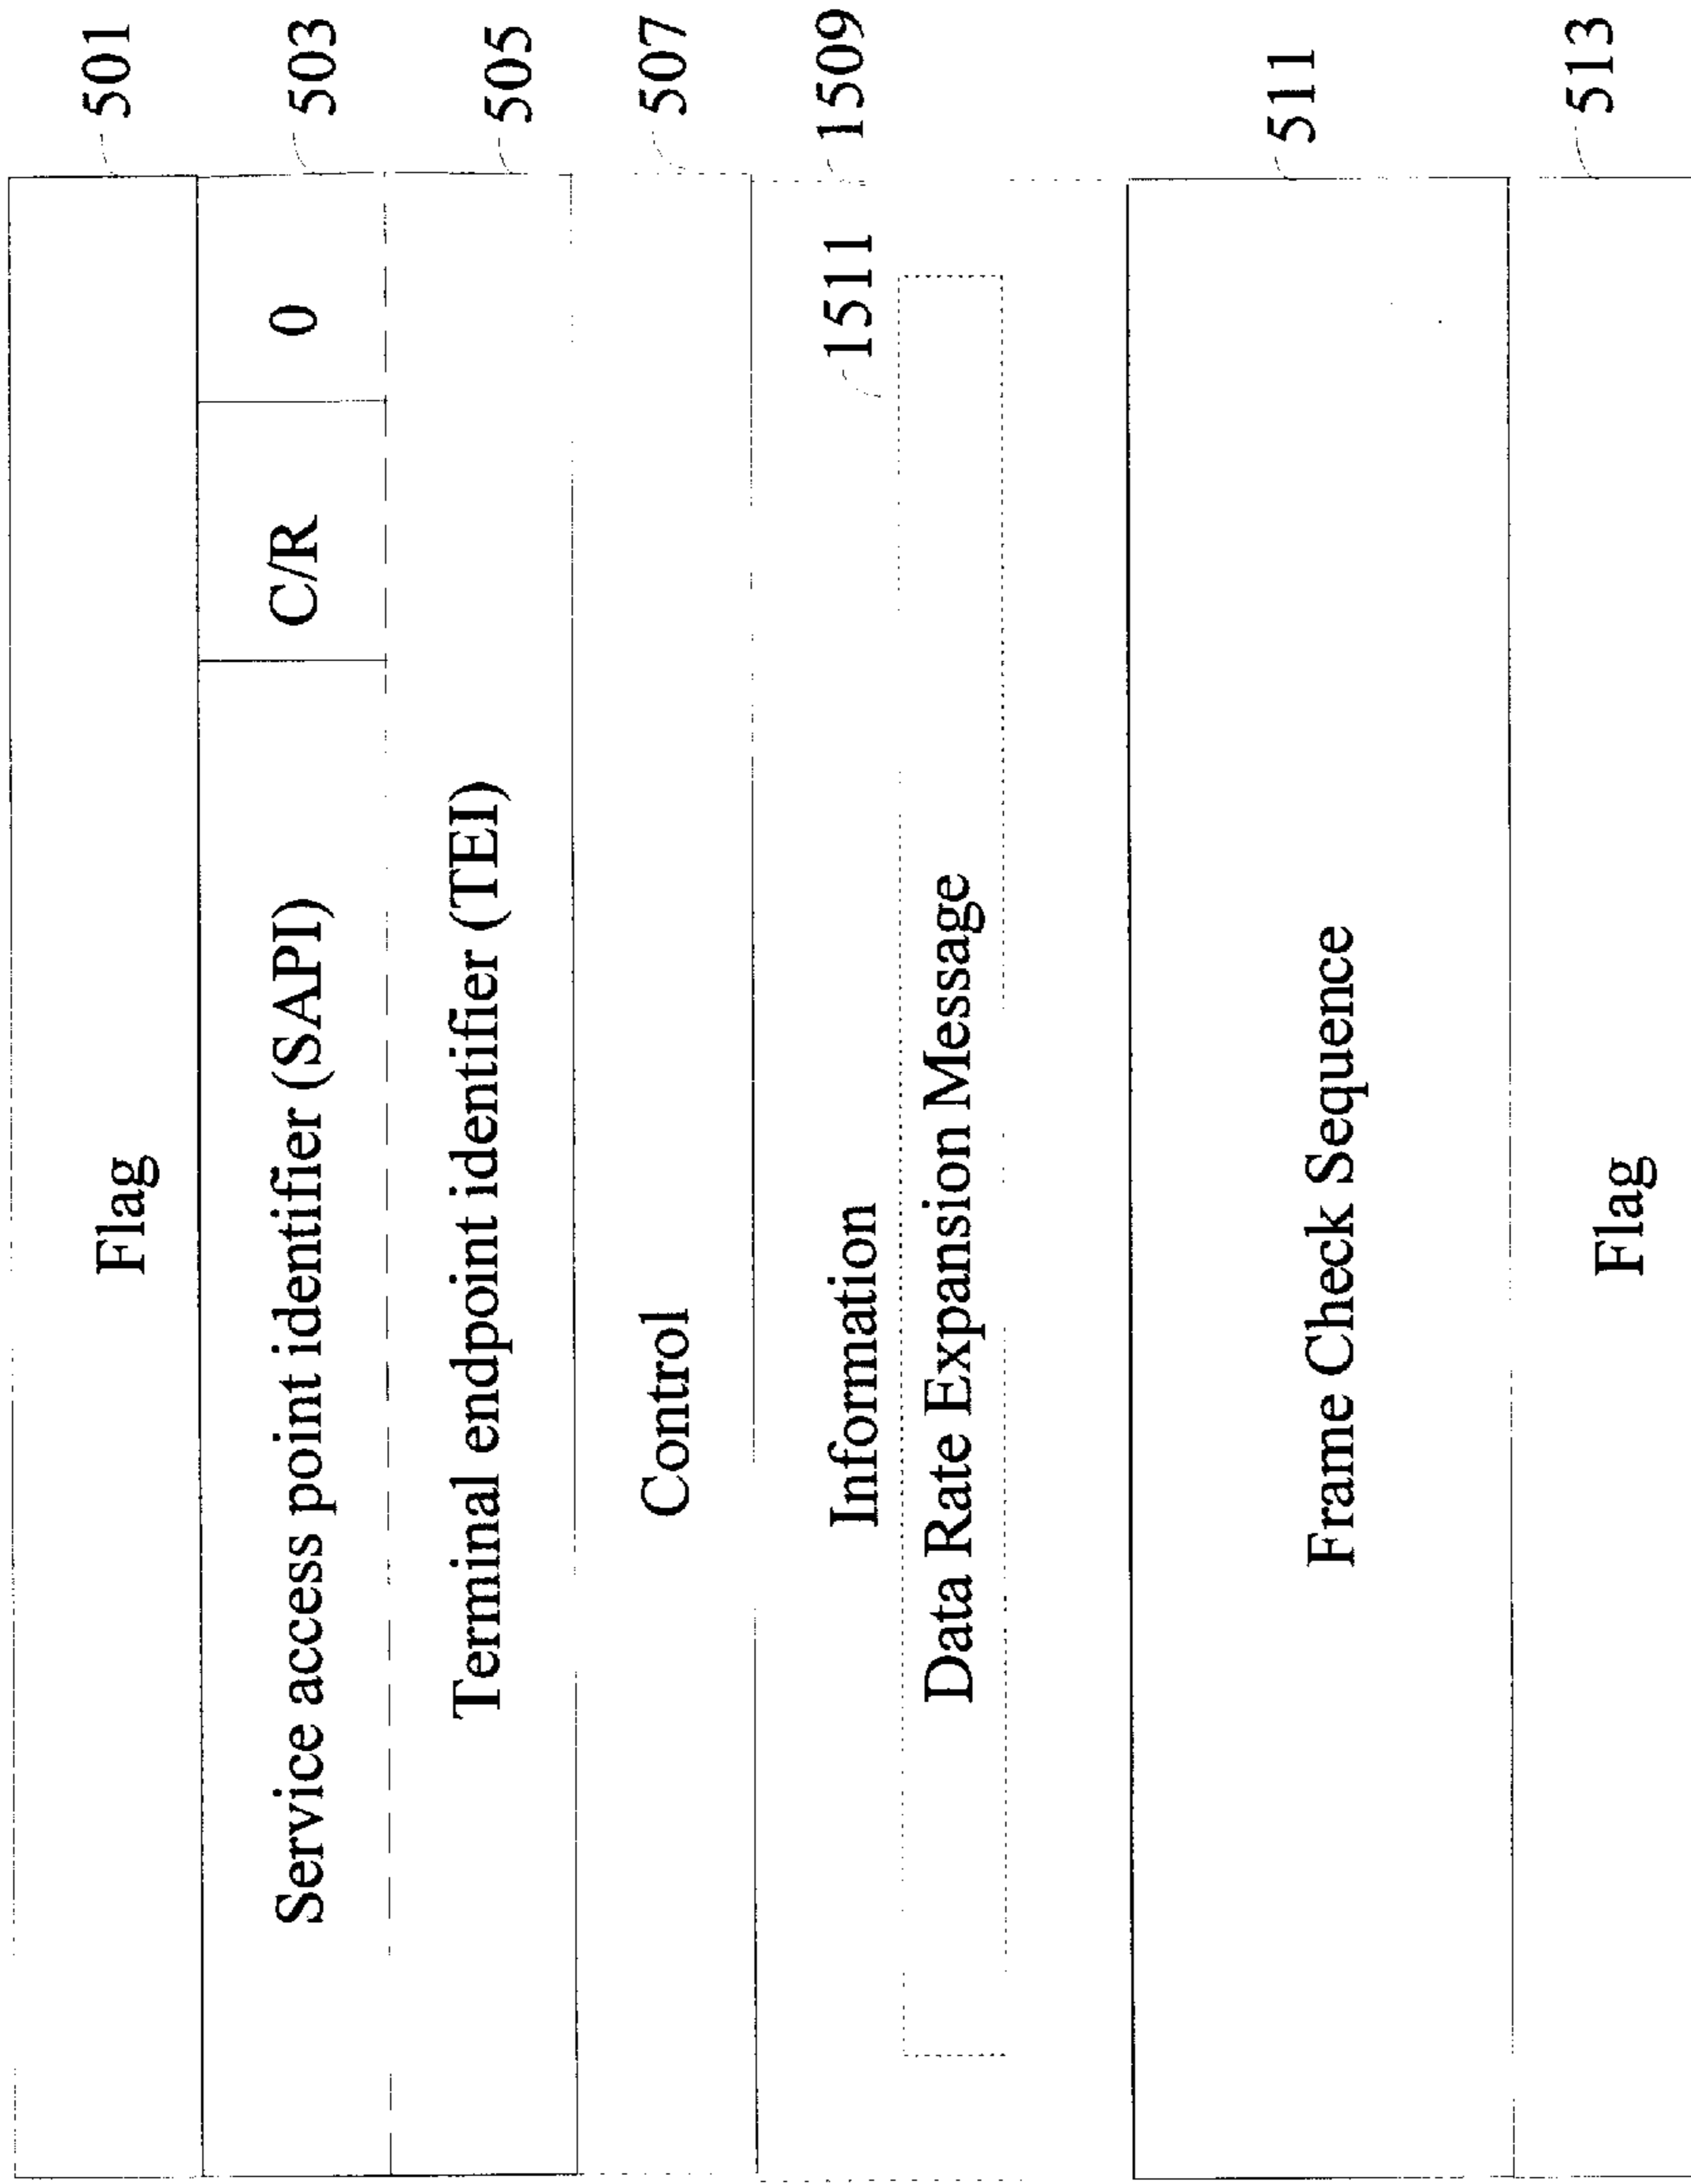 Flag 501
Service access point identifier (SAPI) C/R 0 503
Terminal endpoint identifier (TEI) 505
Control 507
Information 1509
1511
Data Rate Expansion Message
Frame Check Sequence 511
Flag 513